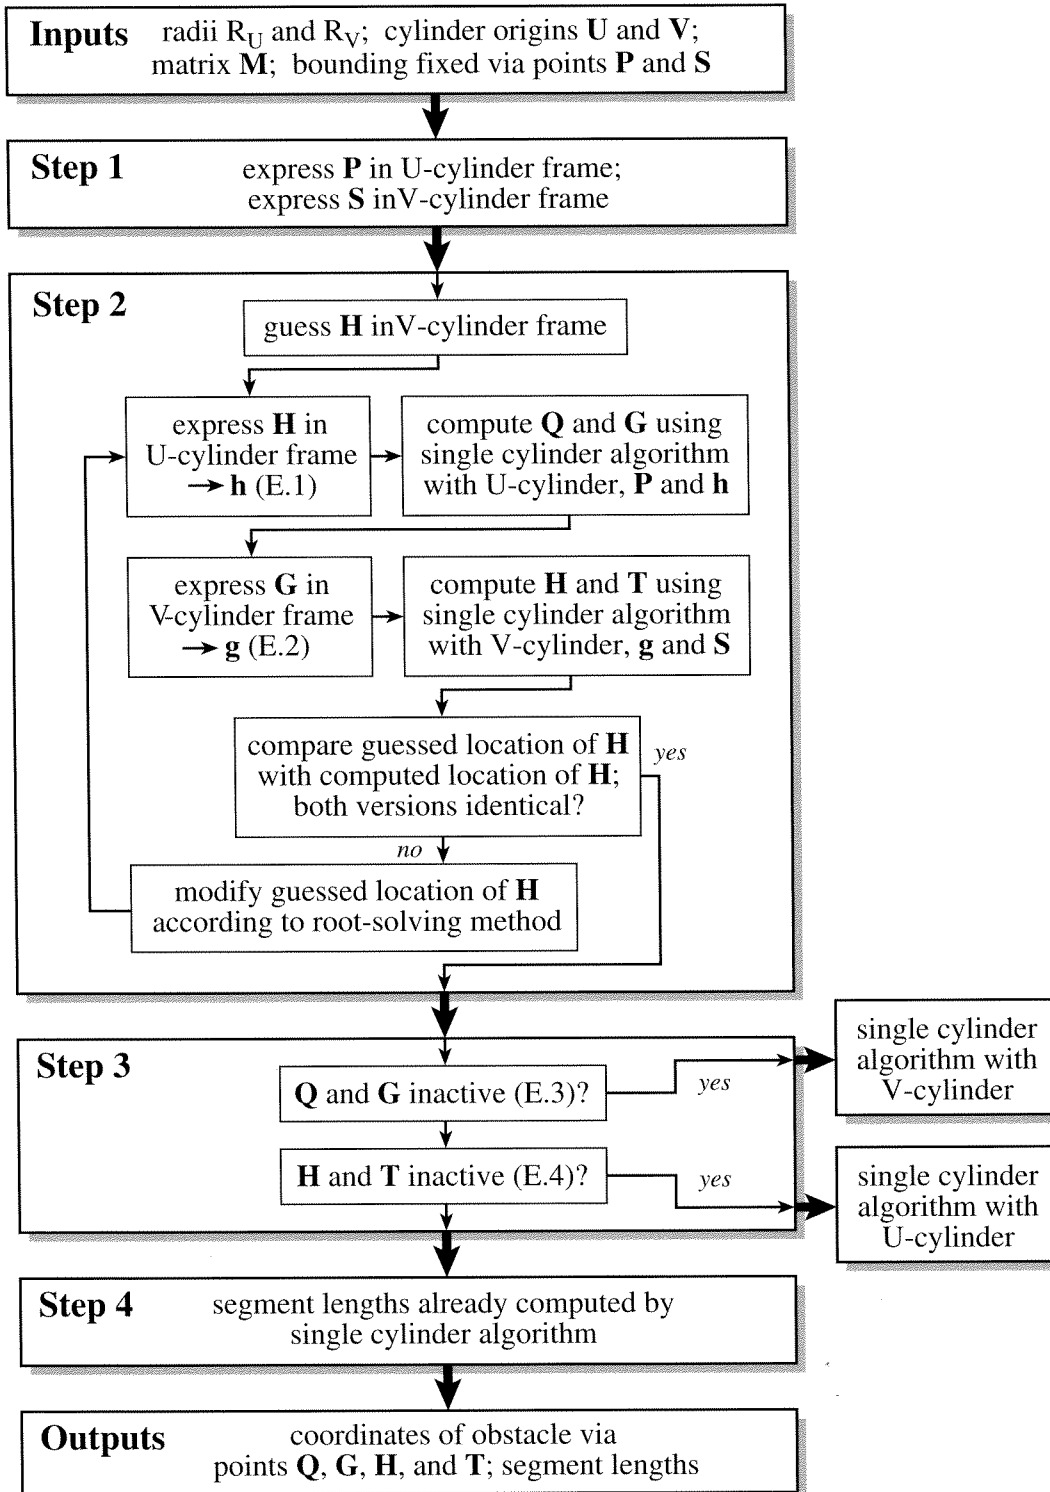 Inputs radii R_U and R_V; cylinder origins U and V;
matrix M; bounding fixed via points P and S
Step 1 express P in U-cylinder frame;
express S inV-cylinder frame
Step 2
guess H inV-cylinder frame
express H in
U-cylinder frame
→ h (E.1)
compute Q and G using
single cylinder algorithm
with U-cylinder, P and h
express G in
V-cylinder frame
→ g (E.2)
compute H and T using
single cylinder algorithm
with V-cylinder, g and S
compare guessed location of H
with computed location of H;
both versions identical?
yes
no
modify guessed location of H
according to root-solving method
Step 3
Q and G inactive (E.3)?
yes
single cylinder
algorithm with
V-cylinder
H and T inactive (E.4)?
yes
single cylinder
algorithm with
U-cylinder
Step 4 segment lengths already computed by
single cylinder algorithm
Outputs coordinates of obstacle via
points Q, G, H, and T; segment lengths